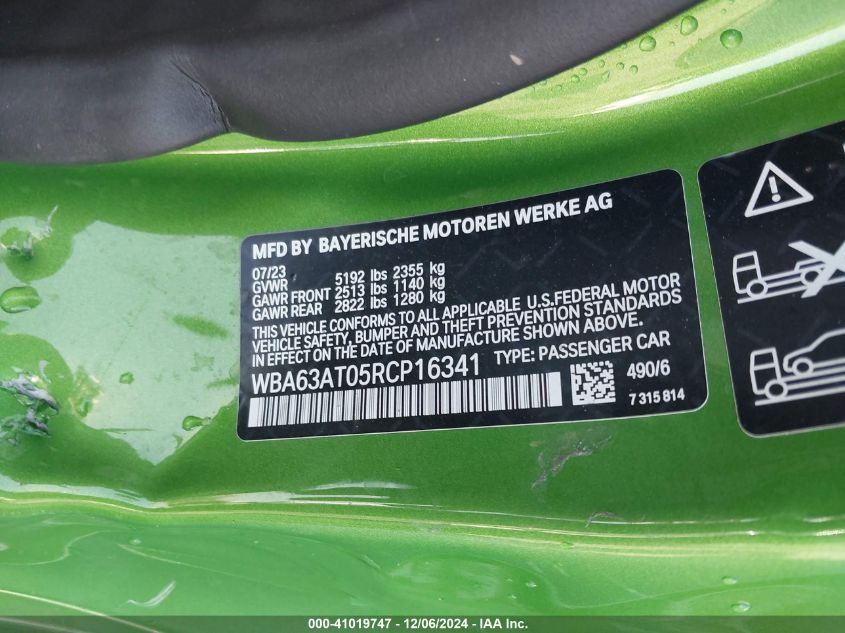 MFD BY BAYERISCHE MOTOREN WERKE AG
07/23
GVWR 5192 lbs 2355 kg
GAWR FRONT 2513 lbs 1140 kg
GAWR REAR 2822 lbs 1280 kg
THIS VEHICLE CONFORMS TO ALL APPLICABLE U.S.FEDERAL MOTOR
VEHICLE SAFETY, BUMPER AND THEFT PREVENTION STANDARDS
IN EFFECT ON THE DATE OF MANUFACTURE SHOWN ABOVE.
WBA63AT05RCP16341 TYPE: PASSENGER CAR
490/6
7 315 814
000-41019747 - 12/06/2024 - IAA Inc.